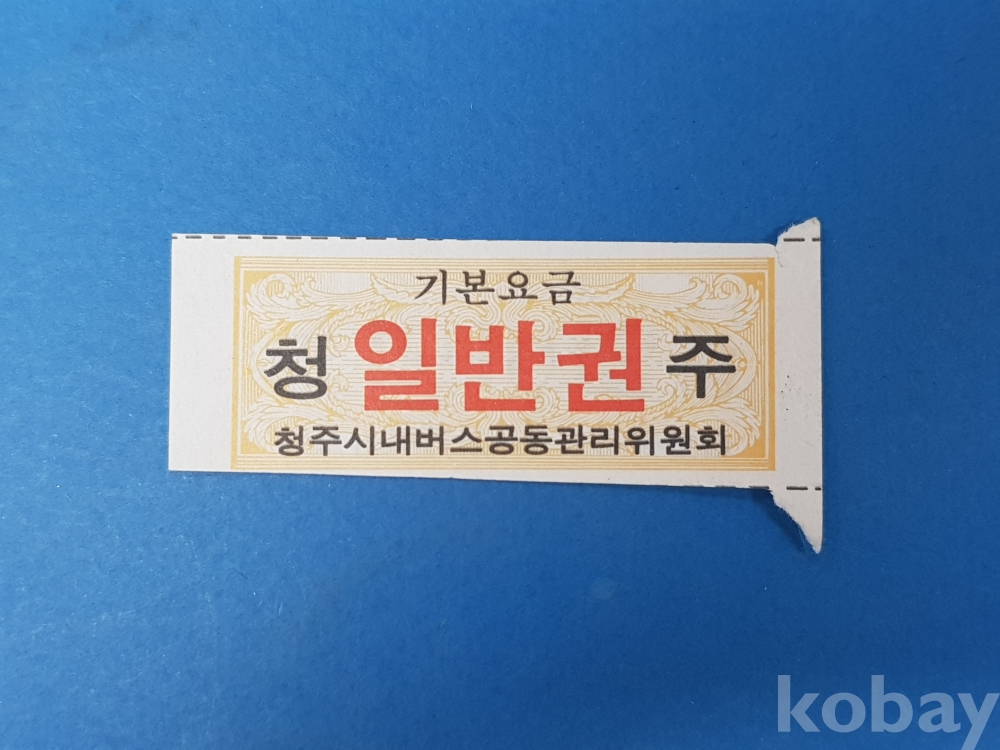 기본요금
청 일반권 주
청주시내버스공동관리위원회
kobay